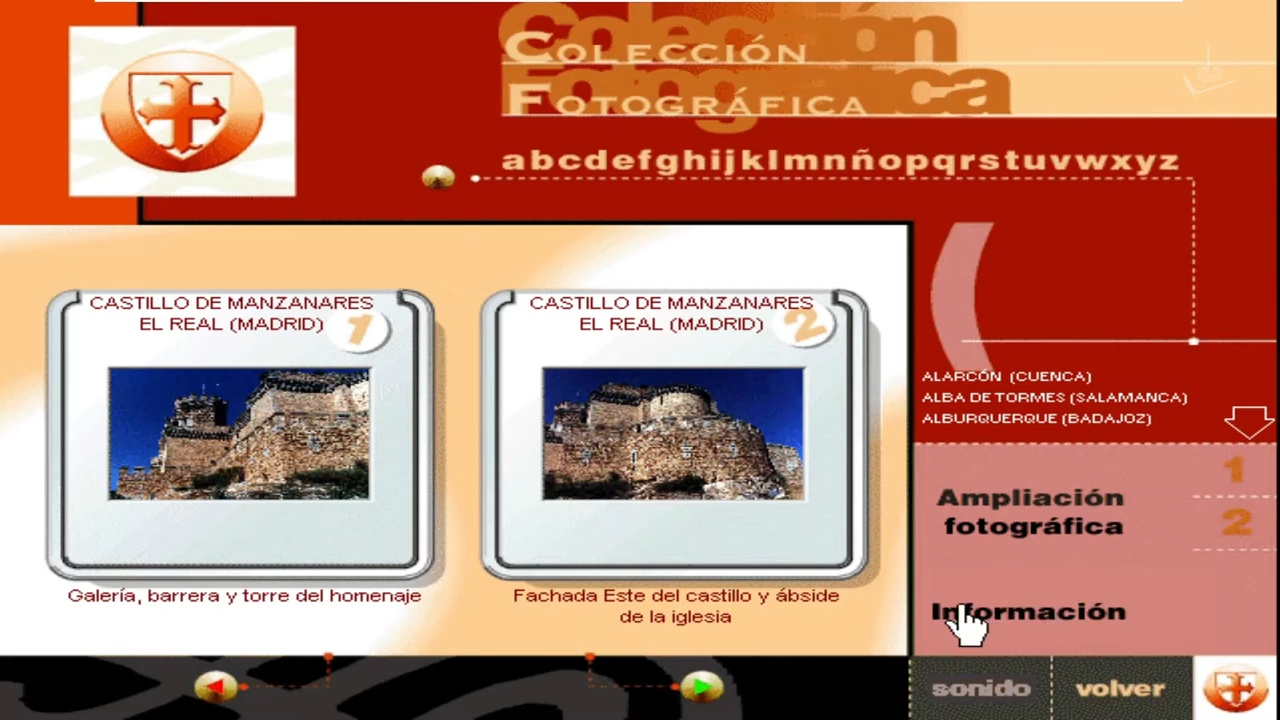 Colección
COLECCIÓN
Fotográfica
FOTOGRÁFICA
abcdefghijklmnñopqrstuvwxyz
CASTILLO DE MANZANARES
EL REAL (MADRID)
1
Galería, barrera y torre del homenaje
CASTILLO DE MANZANARES
EL REAL (MADRID)
2
Fachada Este del castillo y ábside
de la iglesia
ALARCÓN (CUENCA)
ALBA DE TORMES (SALAMANCA)
ALBURQUERQUE (BADAJOZ)
Ampliación
fotográfica
1
2
Información
sonido
volver